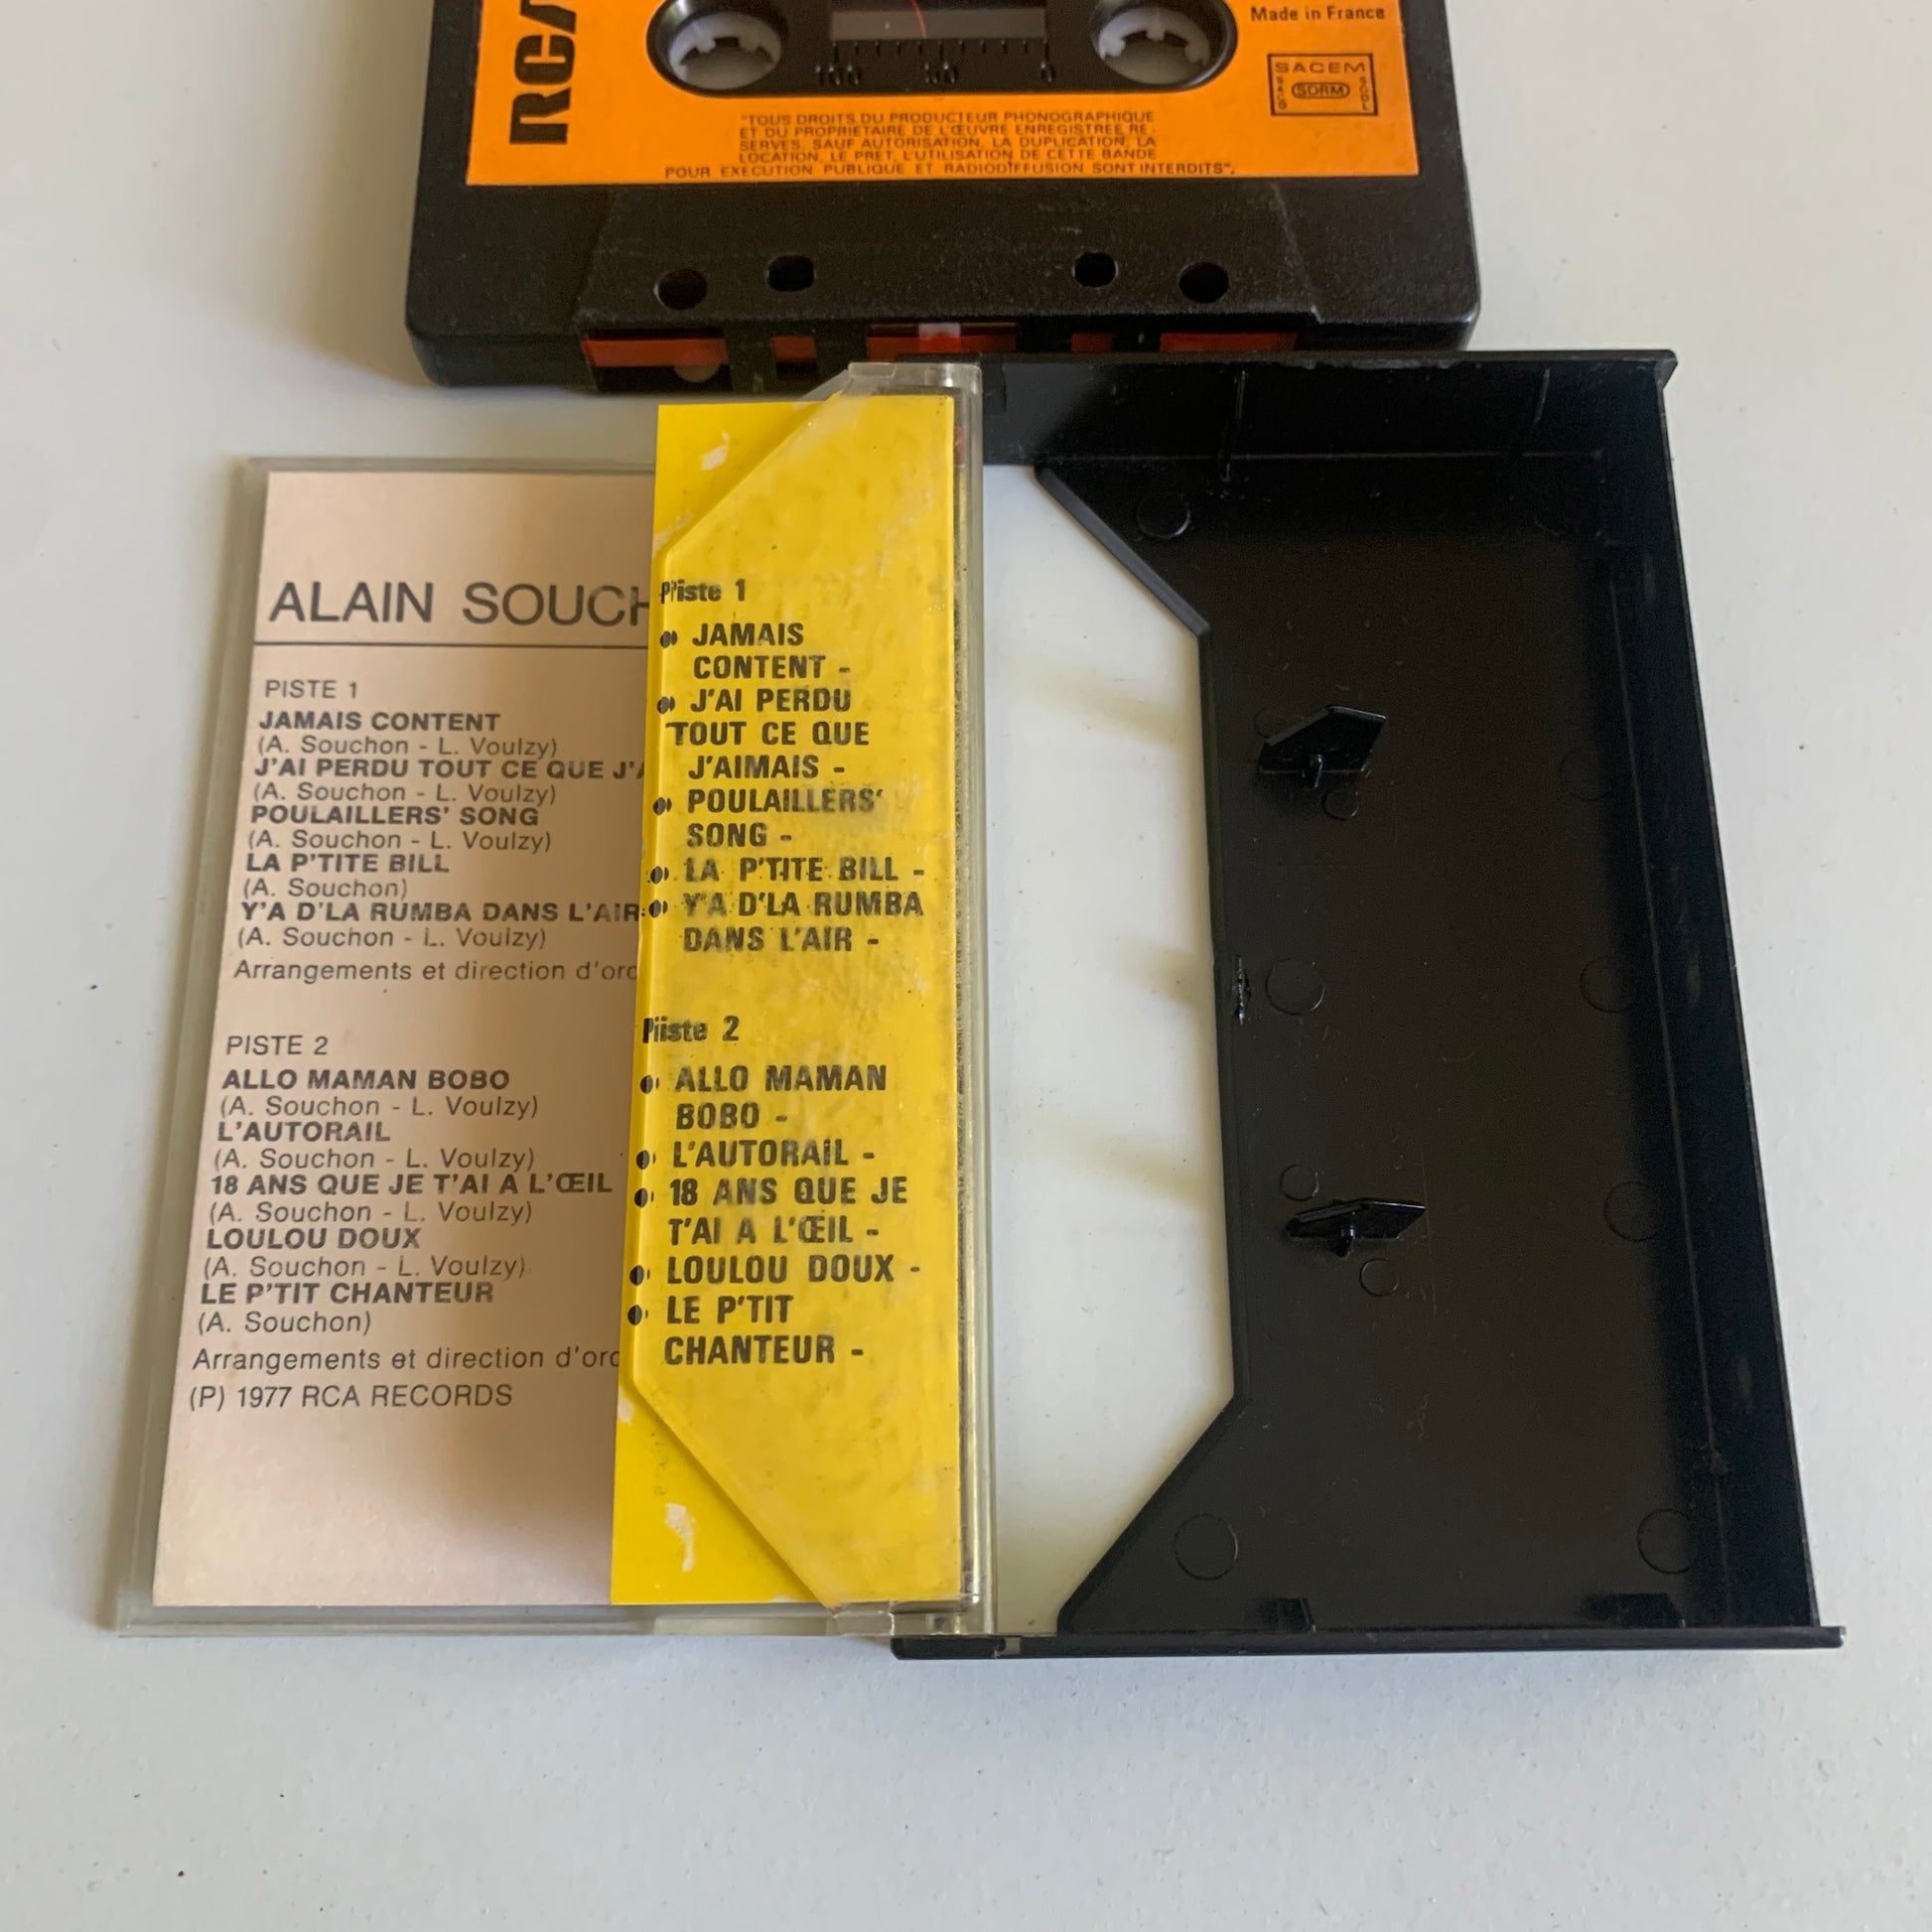 RCA
Made in France
SACEM
SACD
SDRM
SGDL
"TOUS DROITS DU PRODUCTEUR PHONOGRAPHIQUE
ET DU PROPRIETAIRE DE L'ŒUVRE ENREGISTREE RE-
SERVES. SAUF AUTORISATION, LA DUPLICATION, LA
LOCATION, LE PRET, L'UTILISATION DE CETTE BANDE
POUR EXECUTION PUBLIQUE ET RADIODIFFUSION SONT INTERDITS".
100 50 0
ALAIN SOUCH
PISTE 1
JAMAIS CONTENT
(A. Souchon - L. Voulzy)
J'AI PERDU TOUT CE QUE J'A
(A. Souchon - L. Voulzy)
POULAILLERS' SONG
(A. Souchon - L. Voulzy)
LA P'TITE BILL
(A. Souchon)
Y'A D'LA RUMBA DANS L'AIR
(A. Souchon - L. Voulzy)
Arrangements et direction d'orc
PISTE 2
ALLO MAMAN BOBO
(A. Souchon - L. Voulzy)
L'AUTORAIL
(A. Souchon - L. Voulzy)
18 ANS QUE JE T'AI A L'ŒIL
(A. Souchon - L. Voulzy)
LOULOU DOUX
(A. Souchon - L. Voulzy)
LE P'TIT CHANTEUR
(A. Souchon)
Arrangements et direction d'orc
(P) 1977 RCA RECORDS
Piste 1
JAMAIS
CONTENT -
J'AI PERDU
TOUT CE QUE
J'AIMAIS -
POULAILLERS'
SONG -
LA P'TITE BILL -
Y'A D'LA RUMBA
DANS L'AIR -
Piste 2
ALLO MAMAN
BOBO -
L'AUTORAIL -
18 ANS QUE JE
T'AI A L'ŒIL -
LOULOU DOUX -
LE P'TIT
CHANTEUR -